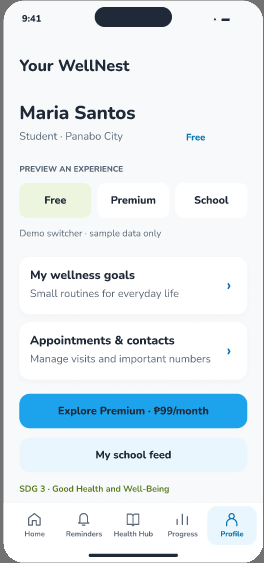 9:41
Your WellNest
Maria Santos
Student · Panabo City
Free
PREVIEW AN EXPERIENCE
Free
Premium
School
Demo switcher · sample data only
My wellness goals
Small routines for everyday life
›
Appointments & contacts
Manage visits and important numbers
›
Explore Premium · ₱99/month
My school feed
SDG 3 · Good Health and Well-Being
Home
Reminders
Health Hub
Progress
Profile